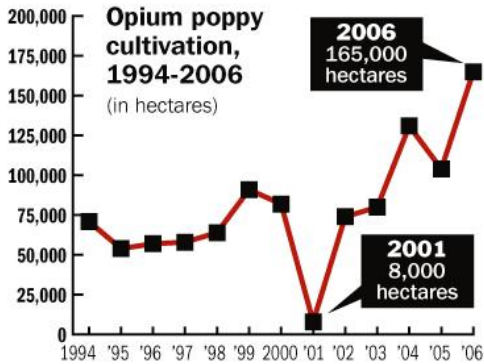 Opium poppy
cultivation,
1994-2006
(in hectares)
200,000
175,000
150,000
125,000
100,000
75,000
50,000
25,000
0
2006
165,000
hectares
2001
8,000
hectares
1994 '95 '96 '97 '98 '99 2000 '01 '02 '03 '04 '05 '06